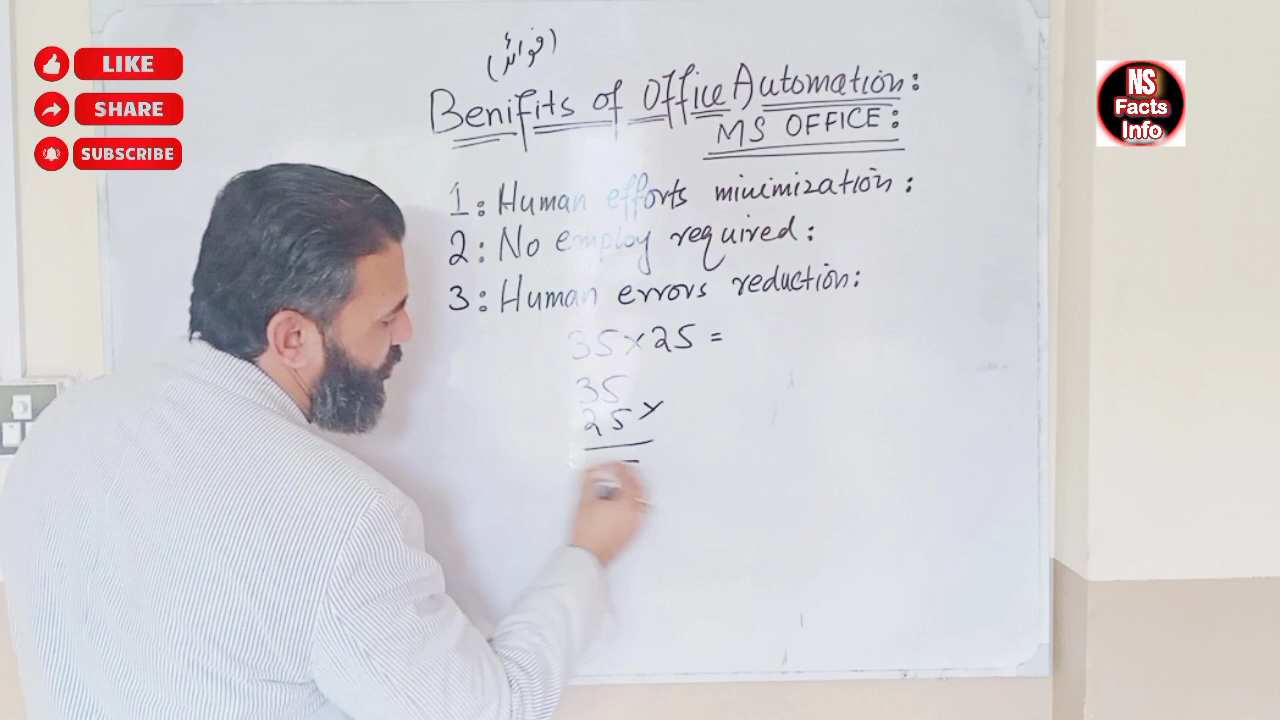 LIKE
SHARE
SUBSCRIBE
NS
Facts
Info
(فوائد)
Benifits of Office Automation:
MS OFFICE:
1: Human efforts minimization:
2: No employ required:
3: Human errors reduction:
35×25=
35
25×